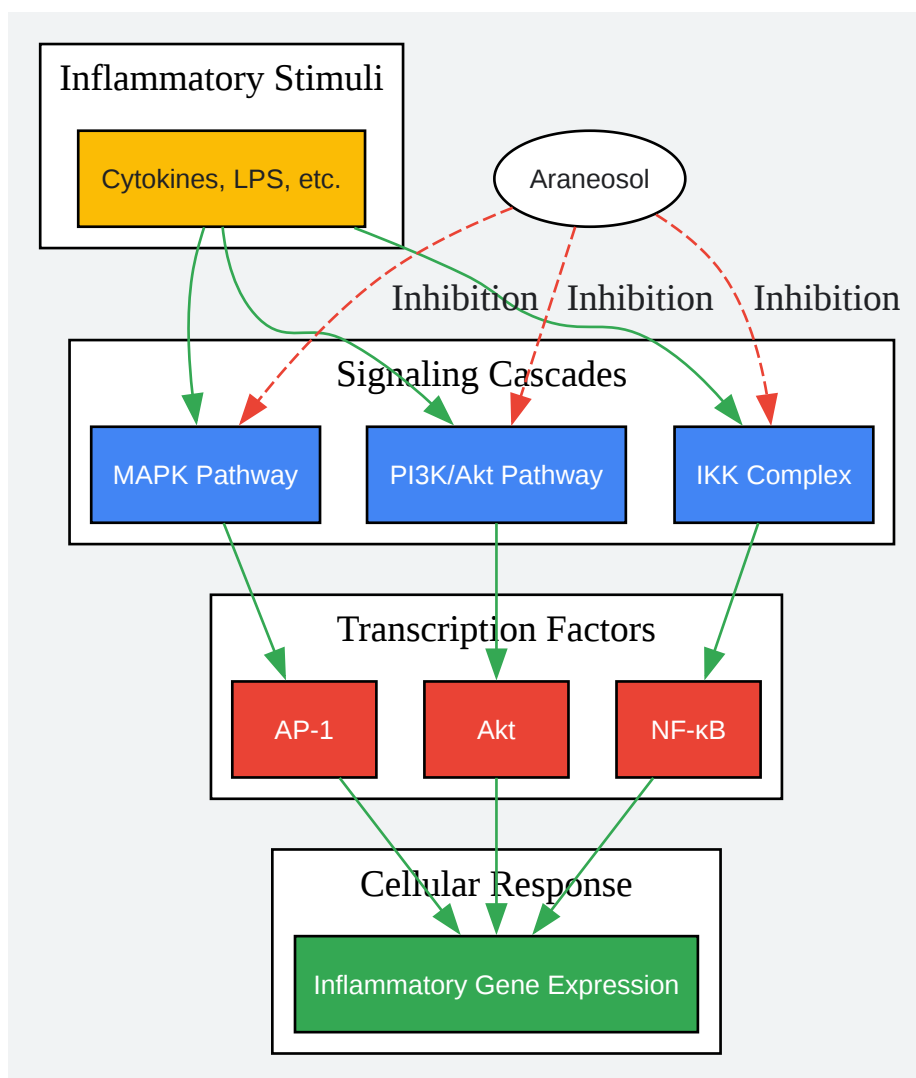 Inflammatory Stimuli
Cytokines, LPS, etc.
Araneosol
Inhibition
Inhibition
Inhibition
Signaling Cascades
MAPK Pathway
PI3K/Akt Pathway
IKK Complex
Transcription Factors
AP-1
Akt
NF-κB
Cellular Response
Inflammatory Gene Expression